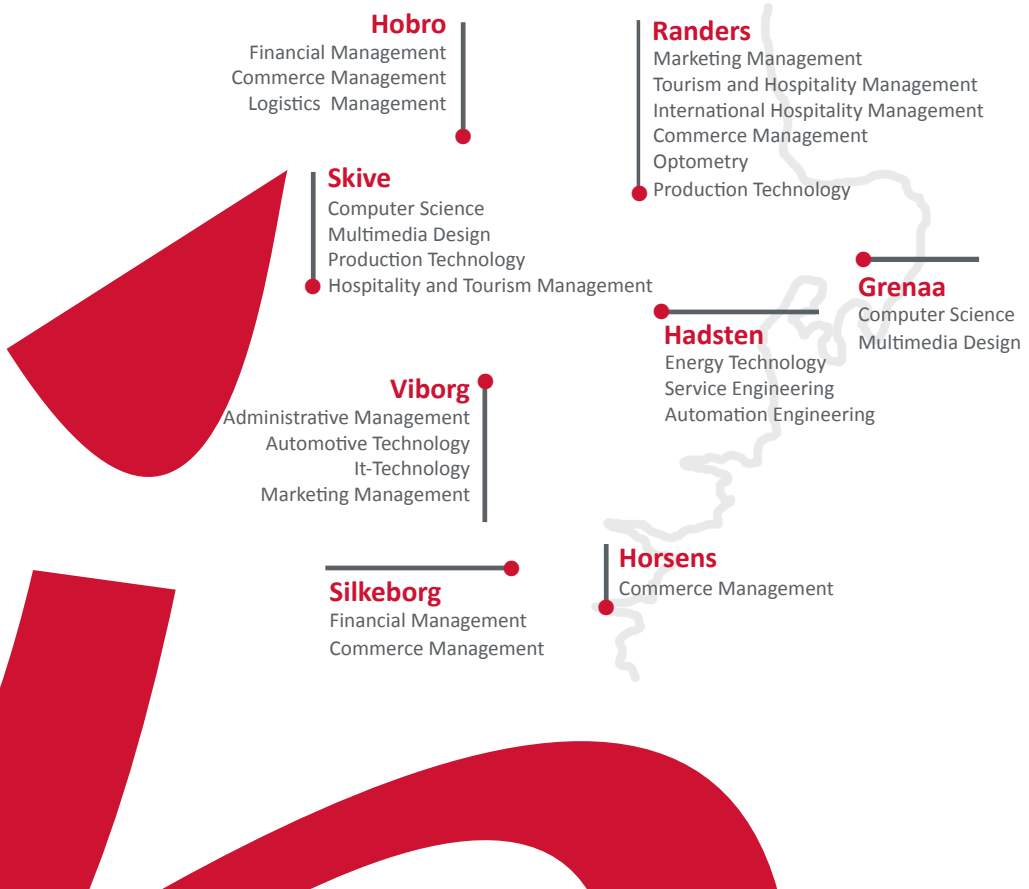 Hobro
Financial Management
Commerce Management
Logistics Management
Randers
Marketing Management
Tourism and Hospitality Management
International Hospitality Management
Commerce Management
Optometry
Production Technology
Skive
Computer Science
Multimedia Design
Production Technology
Hospitality and Tourism Management
Grenaa
Computer Science
Multimedia Design
Hadsten
Energy Technology
Service Engineering
Automation Engineering
Viborg
Administrative Management
Automotive Technology
It-Technology
Marketing Management
Silkeborg
Financial Management
Commerce Management
Horsens
Commerce Management